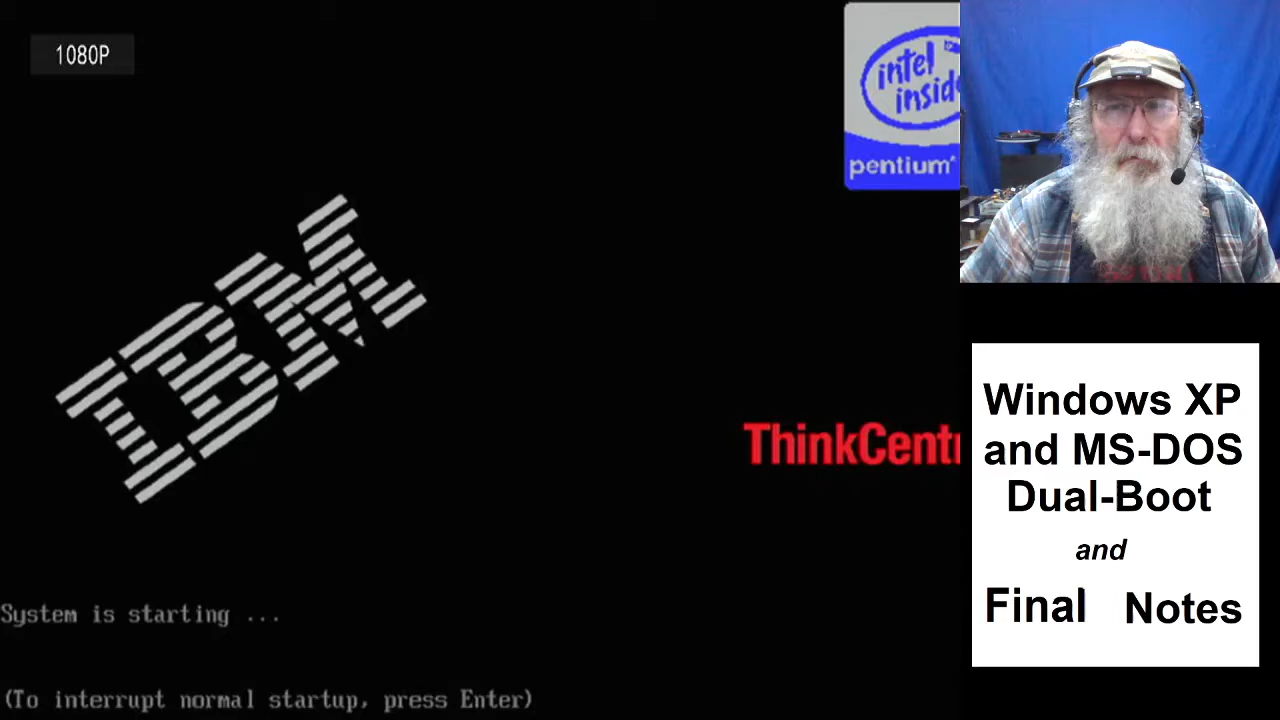 1080P
intel
inside
pentium
IBM
ThinkCentr
System is starting ...
(To interrupt normal startup, press Enter)
Windows XP
and MS-DOS
Dual-Boot
and
Final Notes